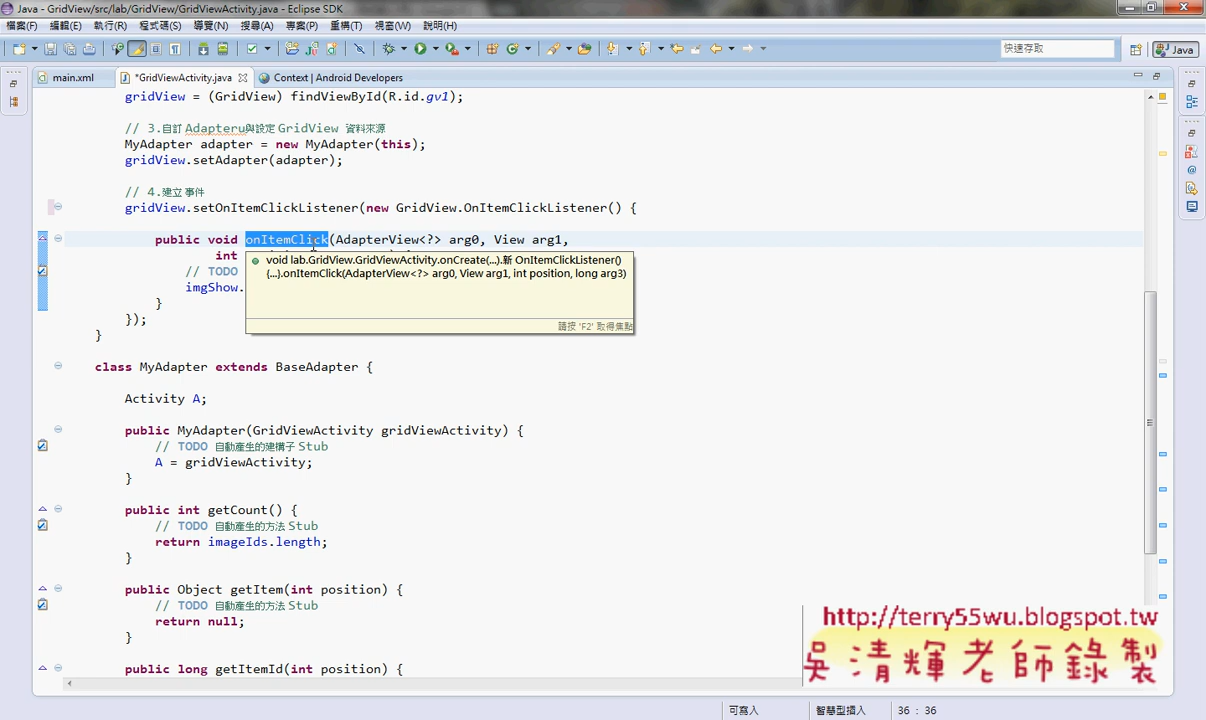 Java - GridView/src/lab/GridView/GridViewActivity.java - Eclipse SDK
檔案(F) 編輯(E) 執行(R) 程式碼(S) 導覽(N) 搜尋(A) 專案(P) 重構(T) 視窗(W) 說明(H)
快速存取 Java
main.xml *GridViewActivity.java Context | Android Developers
gridView = (GridView) findViewById(R.id.gv1);
// 3.自訂 Adapteru與設定 GridView 資料來源
MyAdapter adapter = new MyAdapter(this);
gridView.setAdapter(adapter);
// 4.建立 事件
gridView.setOnItemClickListener(new GridView.OnItemClickListener() {
public void onItemClick(AdapterView<?> arg0, View arg1,
int
void lab.GridView.GridViewActivity.onCreate(...).新 OnItemClickListener()
// TODO
{...}.onItemClick(AdapterView<?> arg0, View arg1, int position, long arg3)
imgShow.
}
請按 'F2' 取得焦點
});
}
class MyAdapter extends BaseAdapter {
Activity A;
public MyAdapter(GridViewActivity gridViewActivity) {
// TODO 自動產生的建構子 Stub
A = gridViewActivity;
}
public int getCount() {
// TODO 自動產生的方法 Stub
return imageIds.length;
}
public Object getItem(int position) {
// TODO 自動產生的方法 Stub
return null;
}
public long getItemId(int position) {
http://terry55wu.blogspot.tw
吳清輝老師錄製
可寫入 智慧型插入 36 : 36